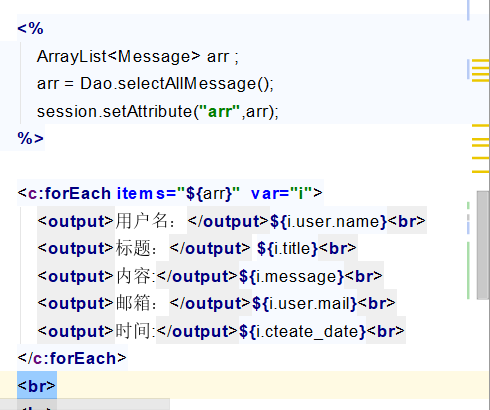 <%
ArrayList<Message> arr ;
arr = Dao.selectAllMessage();
session.setAttribute("arr",arr);
%>
<c:forEach items="${arr}" var="i">
<output>用户名：</output>${i.user.name}<br>
<output>标题：</output> ${i.title}<br>
<output>内容:</output>${i.message}<br>
<output>邮箱：</output>${i.user.mail}<br>
<output>时间:</output>${i.cteate_date}<br>
</c:forEach>
<br>